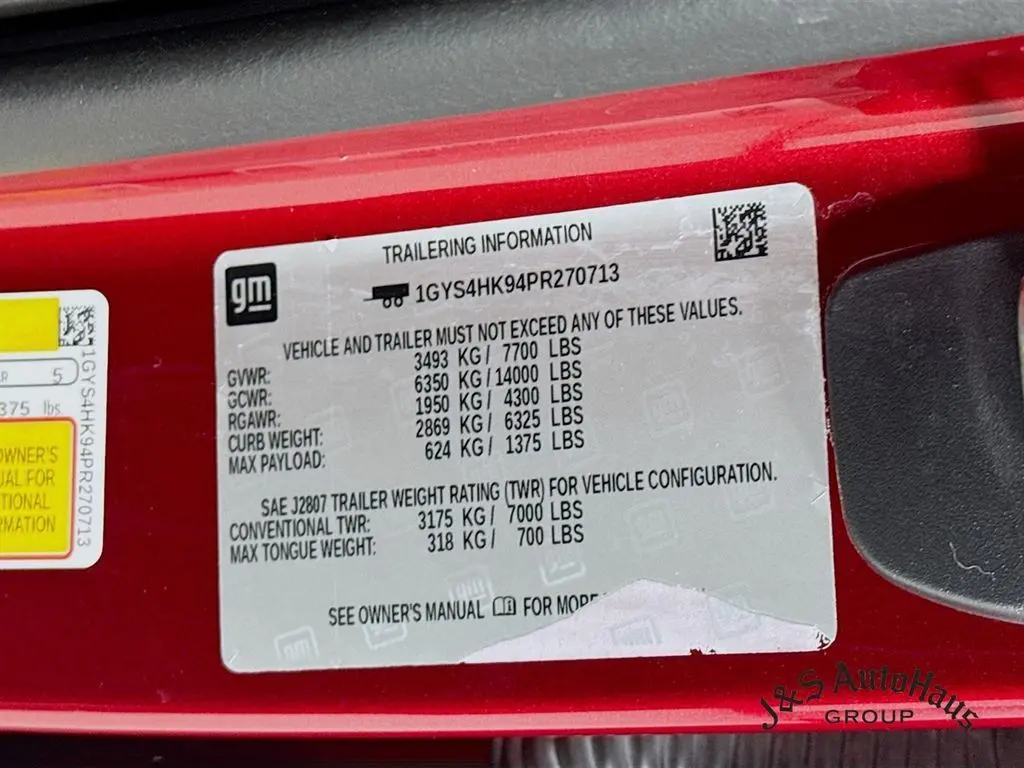 TRAILERING INFORMATION
gm
1GYS4HK94PR270713
VEHICLE AND TRAILER MUST NOT EXCEED ANY OF THESE VALUES.
GVWR: 3493 KG / 7700 LBS
GCWR: 6350 KG / 14000 LBS
RGAWR: 1950 KG / 4300 LBS
CURB WEIGHT: 2869 KG / 6325 LBS
MAX PAYLOAD: 624 KG / 1375 LBS
SAE J2807 TRAILER WEIGHT RATING (TWR) FOR VEHICLE CONFIGURATION.
CONVENTIONAL TWR: 3175 KG / 7000 LBS
MAX TONGUE WEIGHT: 318 KG / 700 LBS
SEE OWNER'S MANUAL FOR MORE
R 5
375 lbs.
OWNER'S
UAL FOR
TIONAL
RMATION
1GYS4HK94PR270713
J&S AutoHaus
GROUP